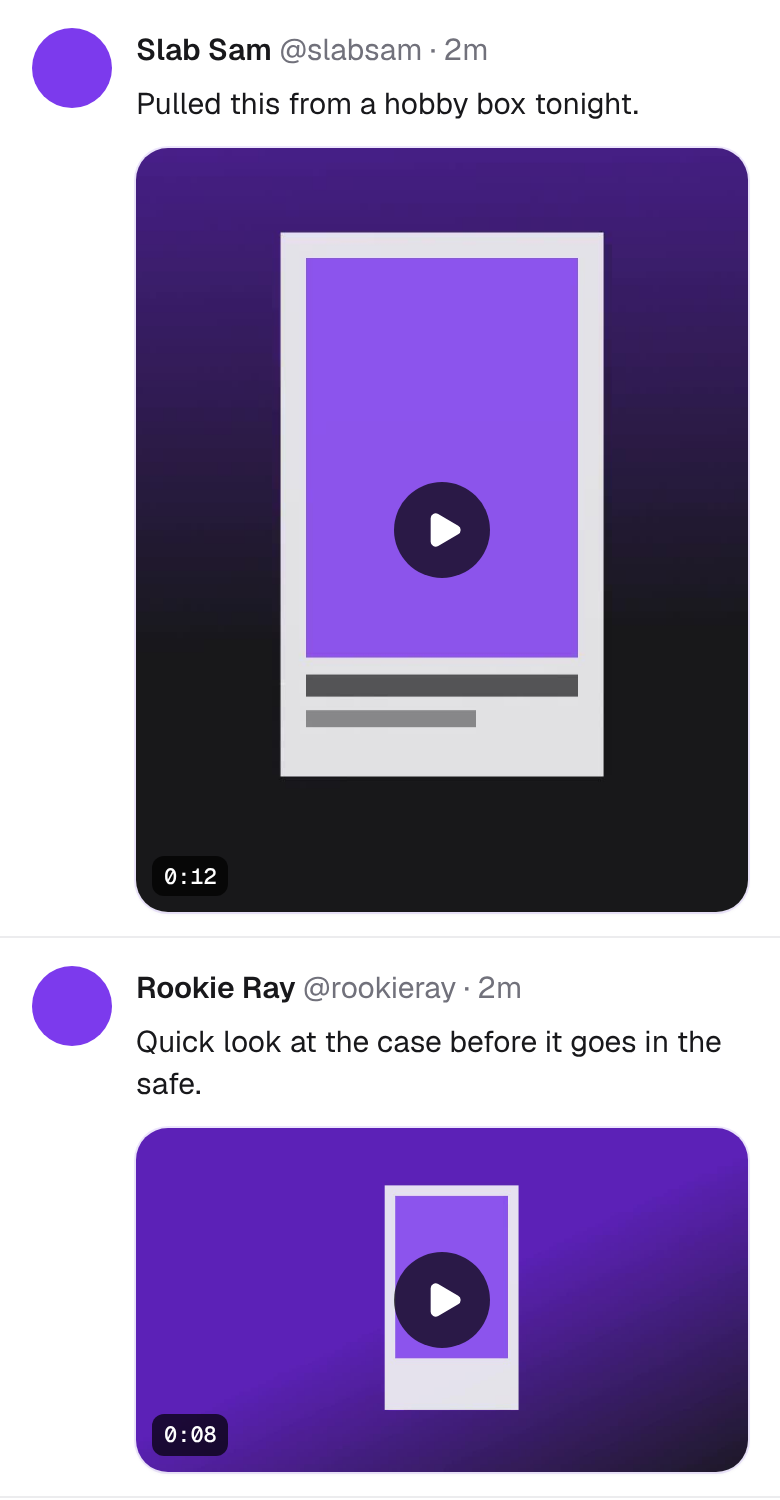 Slab Sam @slabsam · 2m
Pulled this from a hobby box tonight.
0:12
Rookie Ray @rookieray · 2m
Quick look at the case before it goes in the
safe.
0:08